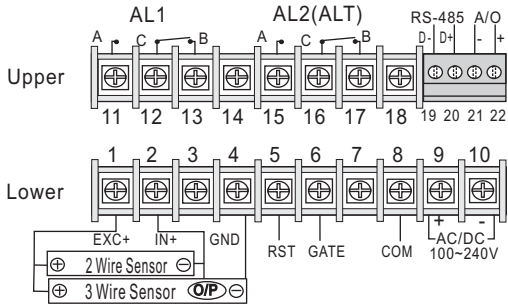 AL1 AL2(ALT) RS-485 A/O
A C B A C B D- D+ - +
Upper
11 12 13 14 15 16 17 18 19 20 21 22
1 2 3 4 5 6 7 8 9 10
Lower
+ -
EXC+ IN+ GND RST GATE COM AC/DC
100~240V
2 Wire Sensor
3 Wire Sensor O/P